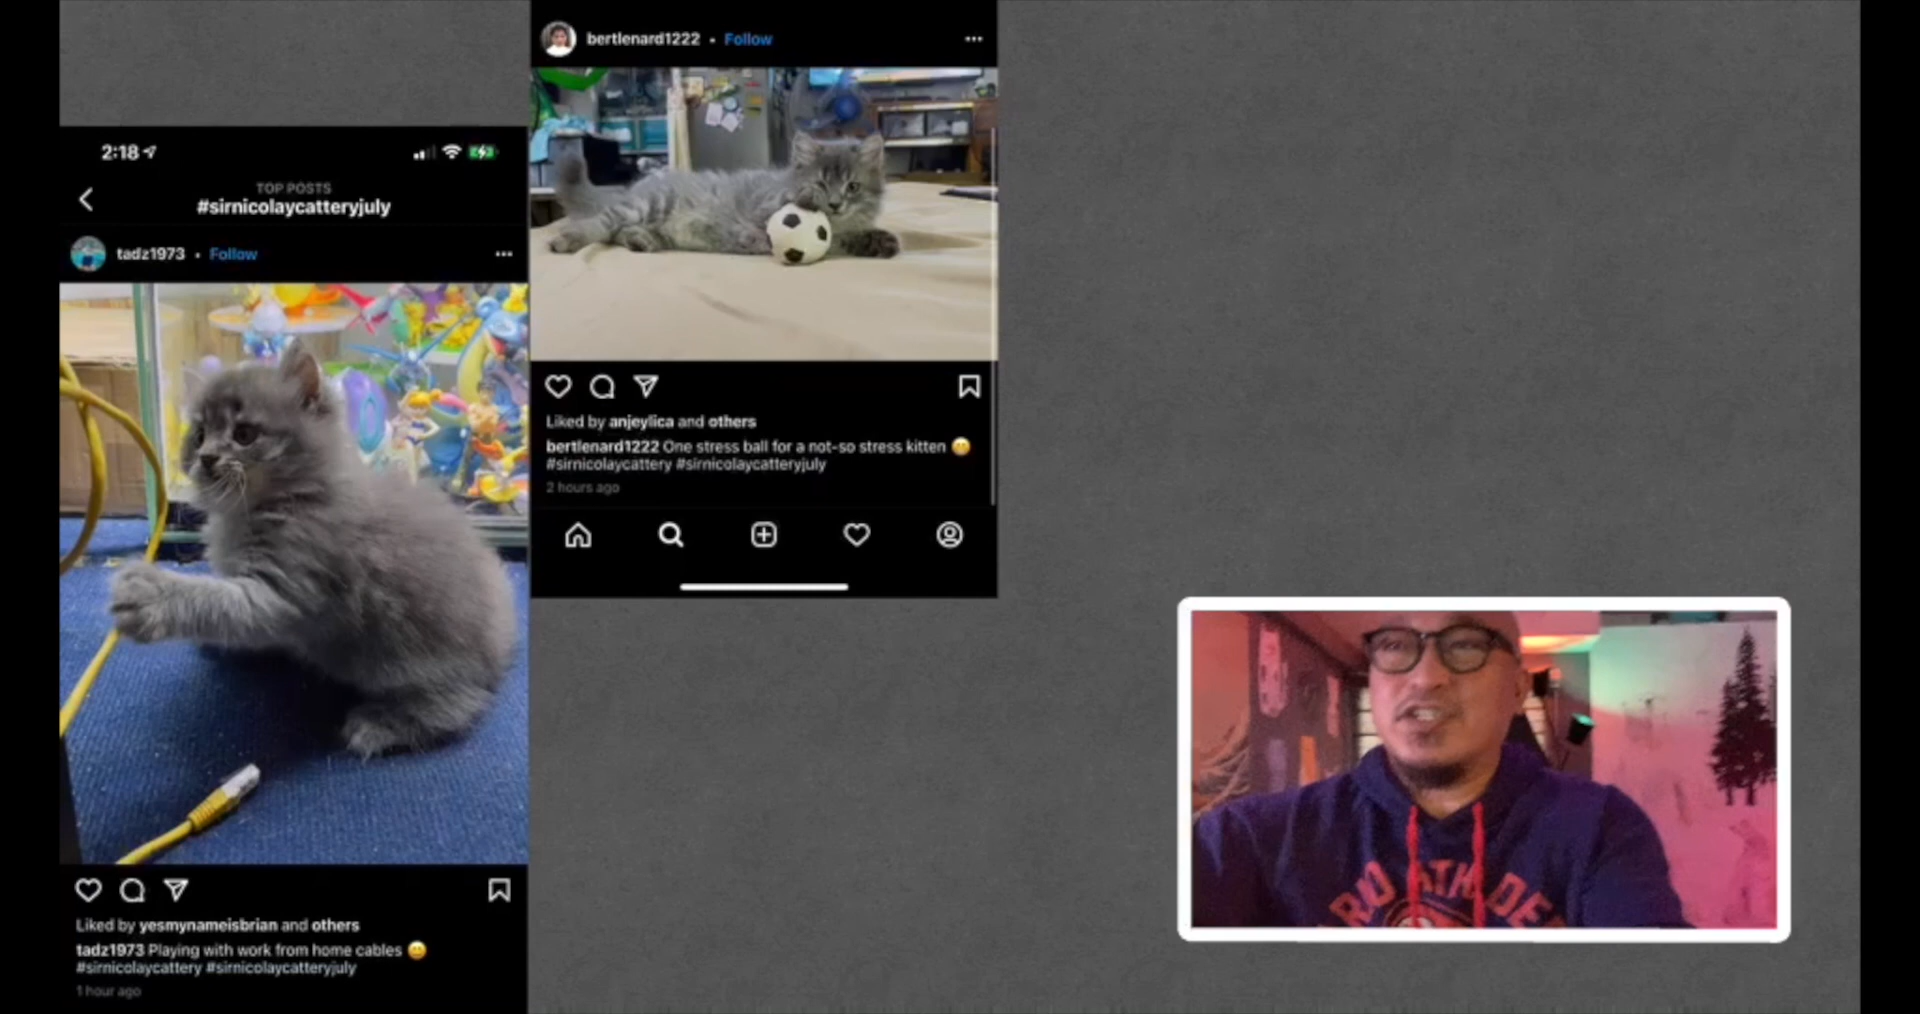 2:18
TOP POSTS
#sirnicolaycatteryjuly
tadz1973 • Follow
Liked by yesmynameisbrian and others
tadz1973 Playing with work from home cables 😊
#sirnicolaycattery #sirnicolaycatteryjuly
1 hour ago
bertlenard1222 • Follow
Liked by anjeylica and others
bertlenard1222 One stress ball for a not-so stress kitten 😊
#sirnicolaycattery #sirnicolaycatteryjuly
2 hours ago